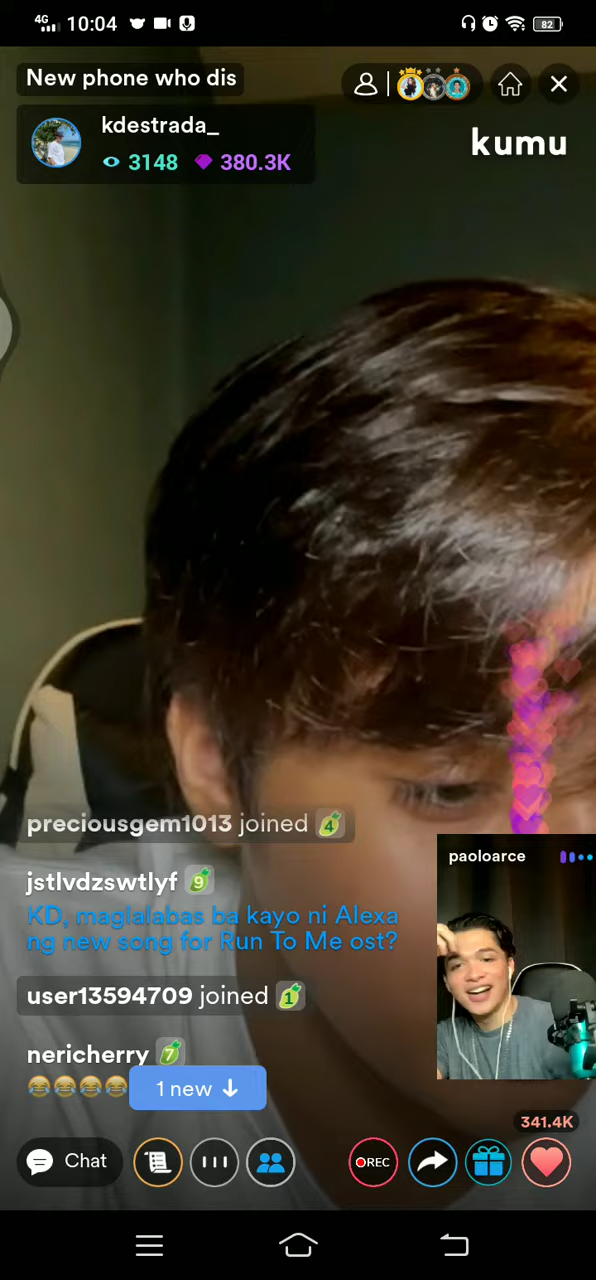 4G 10:04 82
New phone who dis
kdestrada_
3148 380.3K
kumu
preciousgem1013 joined 4
paoloarce
jstlvdzswtlyf 9
KD, maglalabas ba kayo ni Alexa
ng new song for Run To Me ost?
user13594709 joined 1
nericherry 7
😂😂😂😂 1 new ↓
341.4K
Chat REC